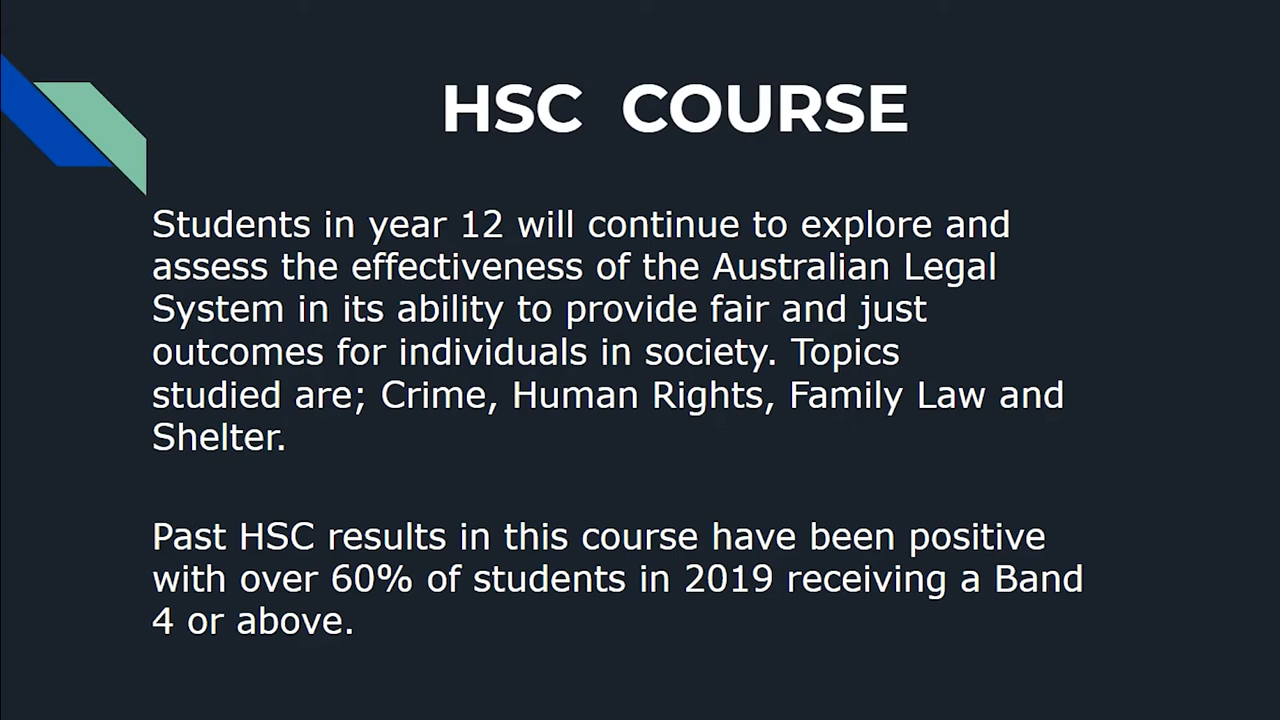 HSC COURSE
Students in year 12 will continue to explore and
assess the effectiveness of the Australian Legal
System in its ability to provide fair and just
outcomes for individuals in society. Topics
studied are; Crime, Human Rights, Family Law and
Shelter.
Past HSC results in this course have been positive
with over 60% of students in 2019 receiving a Band
4 or above.